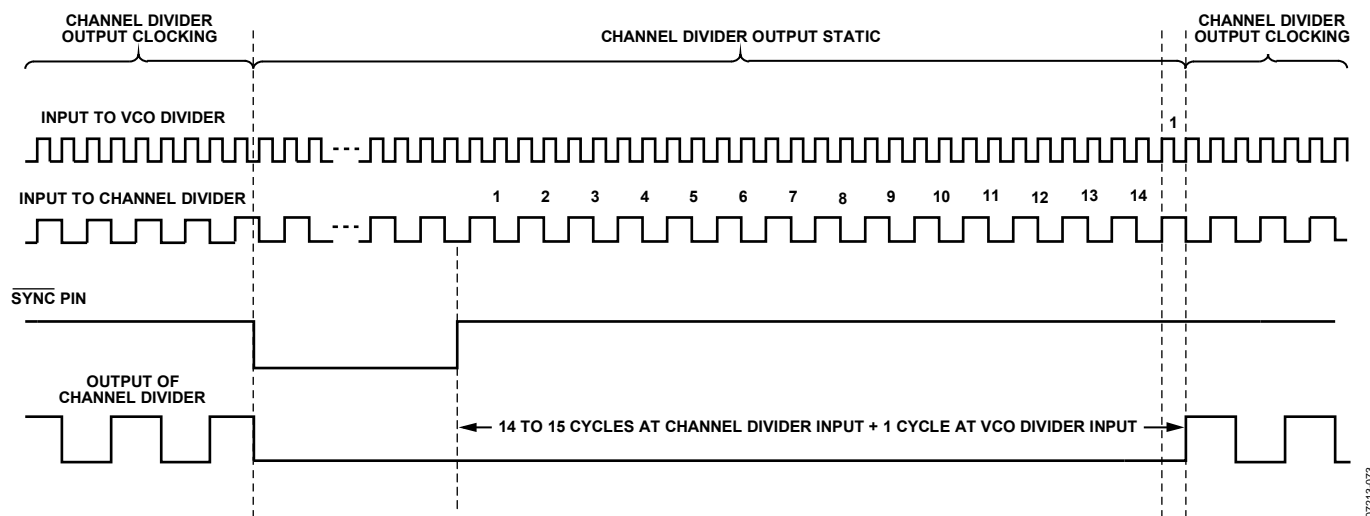 CHANNEL DIVIDER
OUTPUT CLOCKING
CHANNEL DIVIDER OUTPUT STATIC
CHANNEL DIVIDER
OUTPUT CLOCKING
INPUT TO VCO DIVIDER
1
INPUT TO CHANNEL DIVIDER
1 2 3 4 5 6 7 8 9 10 11 12 13 14
SYNC PIN
OUTPUT OF
CHANNEL DIVIDER
14 TO 15 CYCLES AT CHANNEL DIVIDER INPUT + 1 CYCLE AT VCO DIVIDER INPUT
07213-073